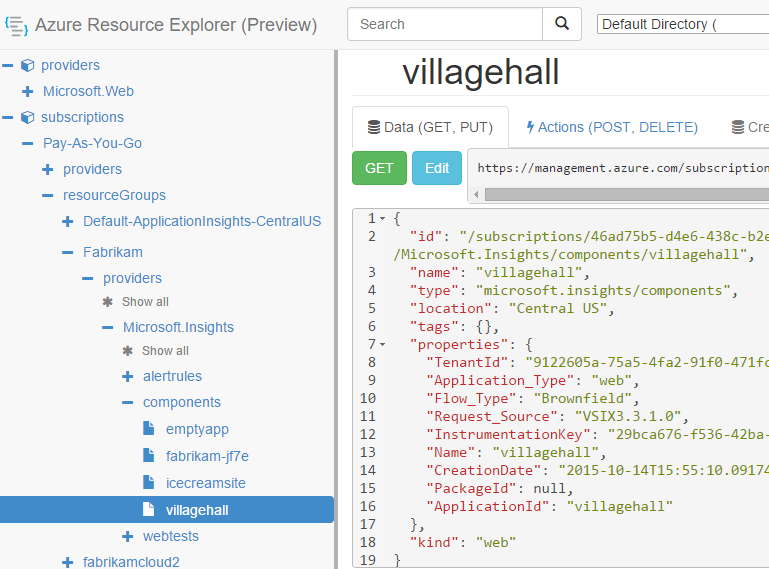 Azure Resource Explorer (Preview)
Search
Default Directory (
providers
Microsoft.Web
subscriptions
Pay-As-You-Go
providers
resourceGroups
Default-ApplicationInsights-CentralUS
Fabrikam
providers
Show all
Microsoft.Insights
Show all
alertrules
components
emptyapp
fabrikam-jf7e
icecreamsite
villagehall
webtests
fabrikamcloud2
villagehall
Data (GET, PUT)
Actions (POST, DELETE)
Cre
GET
Edit
https://management.azure.com/subscription
1 {
2 "id": "/subscriptions/46ad75b5-d4e6-438c-b2e
/Microsoft.Insights/components/villagehall",
3 "name": "villagehall",
4 "type": "microsoft.insights/components",
5 "location": "Central US",
6 "tags": {},
7 "properties": {
8 "TenantId": "9122605a-75a5-4fa2-91f0-471fc
9 "Application_Type": "web",
10 "Flow_Type": "Brownfield",
11 "Request_Source": "VSIX3.3.1.0",
12 "InstrumentationKey": "29bca676-f536-42ba-
13 "Name": "villagehall",
14 "CreationDate": "2015-10-14T15:55:10.09174
15 "PackageId": null,
16 "ApplicationId": "villagehall"
17 },
18 "kind": "web"
19 }